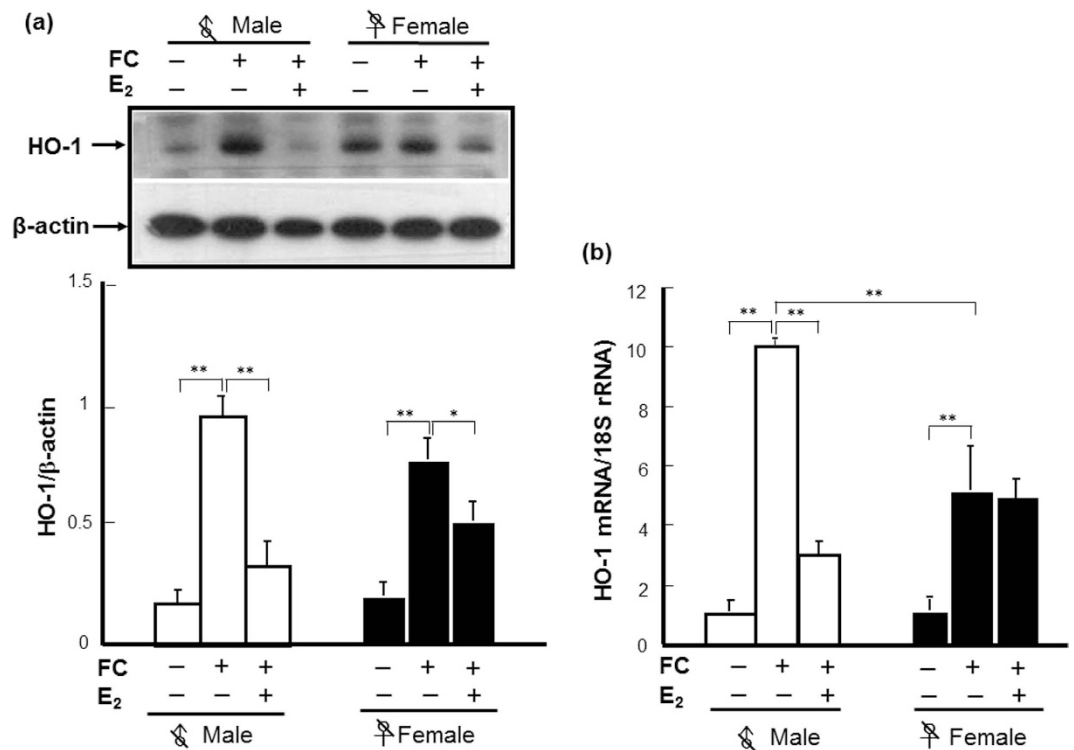 (a)
Male Female
FC – + + – + +
E₂ – – + – – +
HO-1
β-actin
1.5
1
0.5
0
HO-1/β-actin
** ** ** *
FC – + + – + +
E₂ – – + – – +
Male Female
(b)
12
10
8
6
4
2
0
HO-1 mRNA/18S rRNA)
**
** **
**
FC – + + – + +
E₂ – – + – – +
Male Female